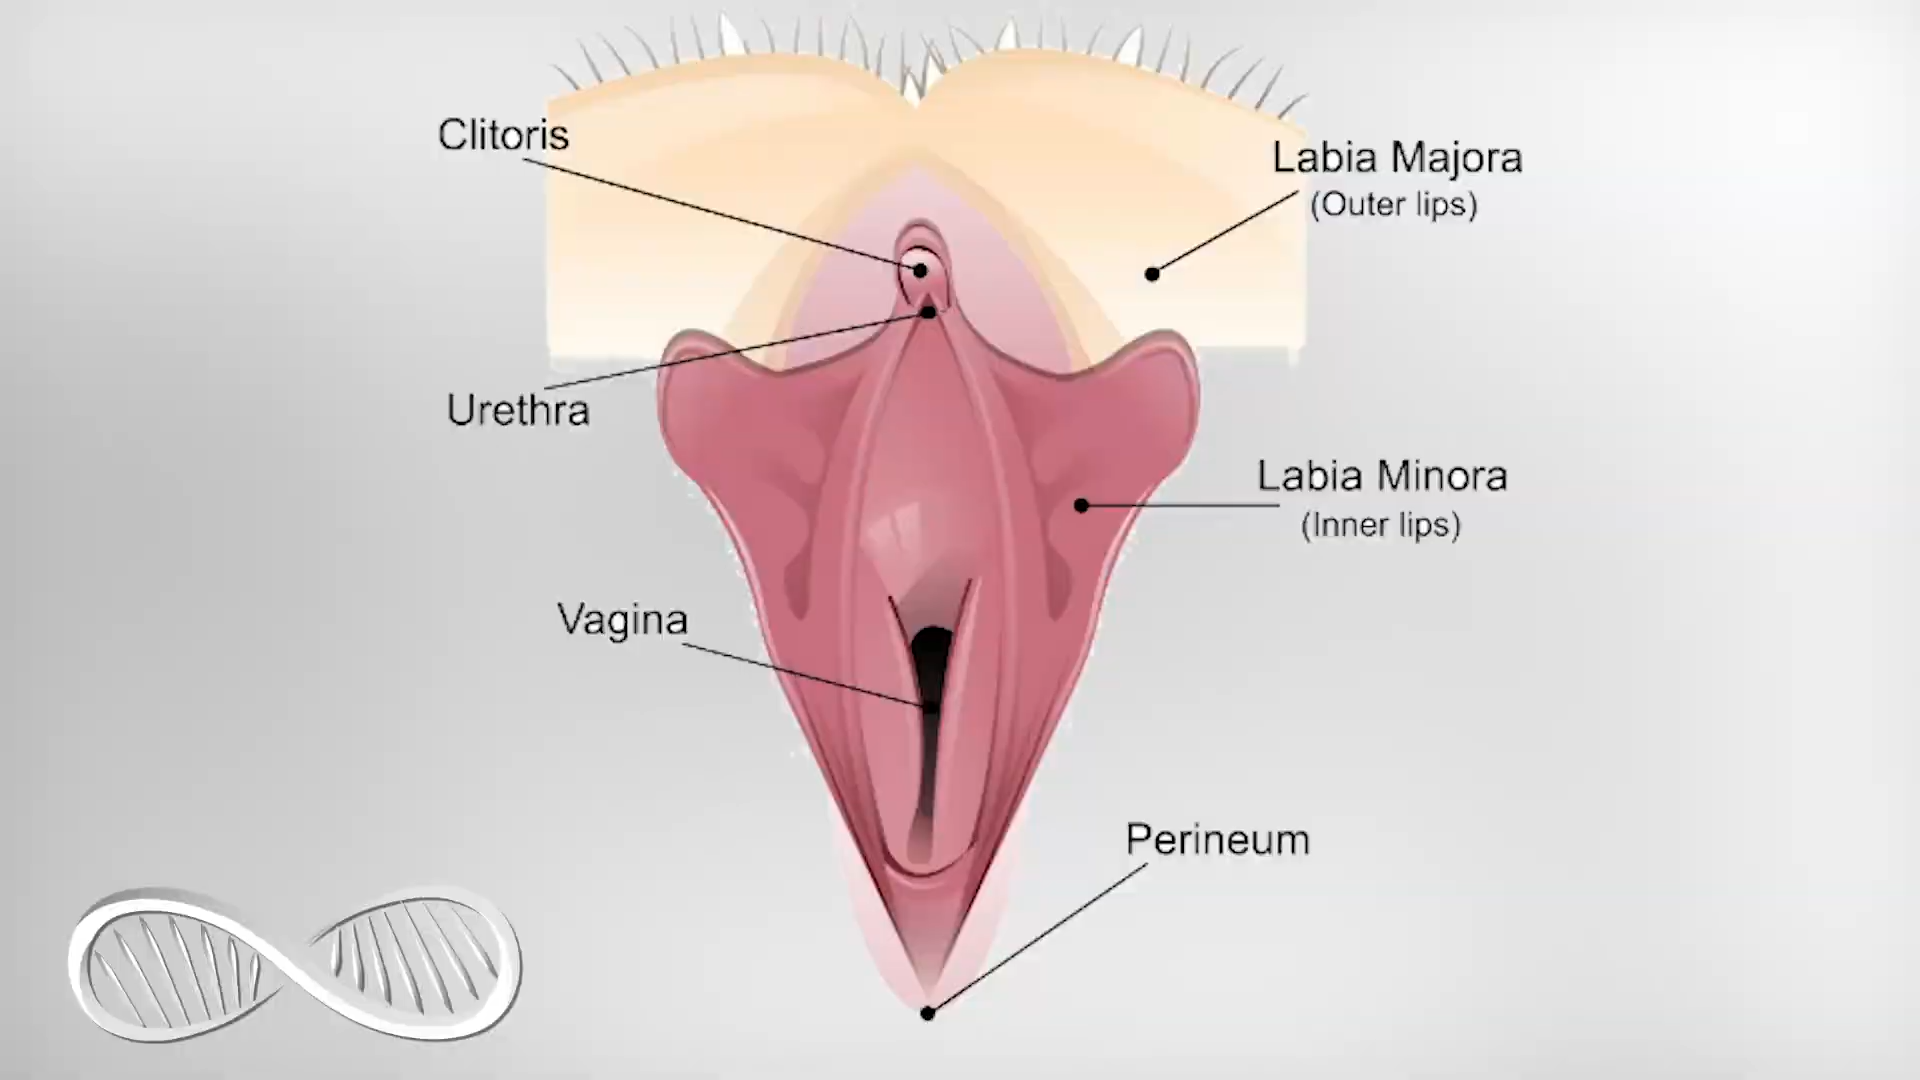 Clitoris
Labia Majora
(Outer lips)
Urethra
Labia Minora
(Inner lips)
Vagina
Perineum